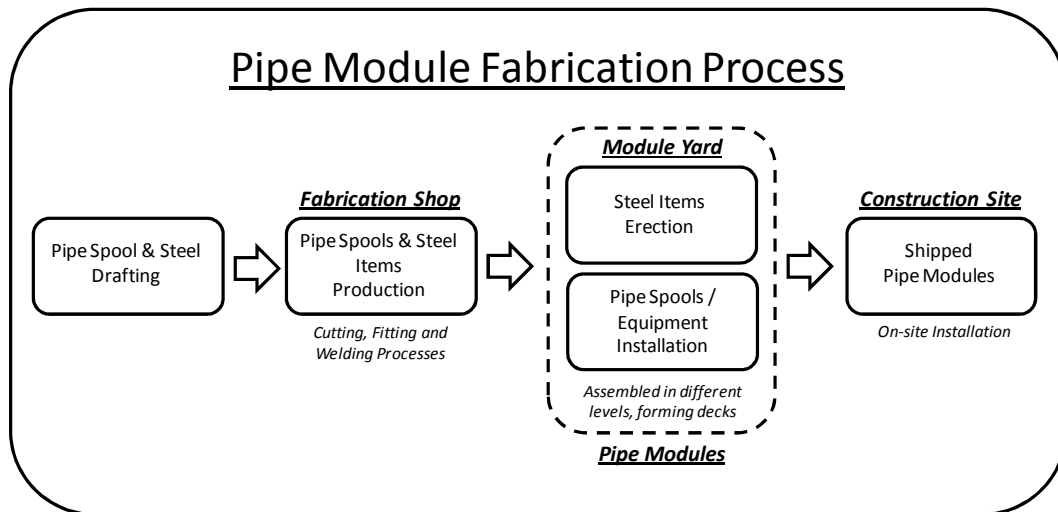 Pipe Module Fabrication Process
Pipe Spool & Steel
Drafting
Fabrication Shop
Pipe Spools & Steel
Items
Production
Cutting, Fitting and
Welding Processes
Module Yard
Steel Items
Erection
Pipe Spools /
Equipment
Installation
Assembled in different
levels, forming decks
Pipe Modules
Construction Site
Shipped
Pipe Modules
On-site Installation